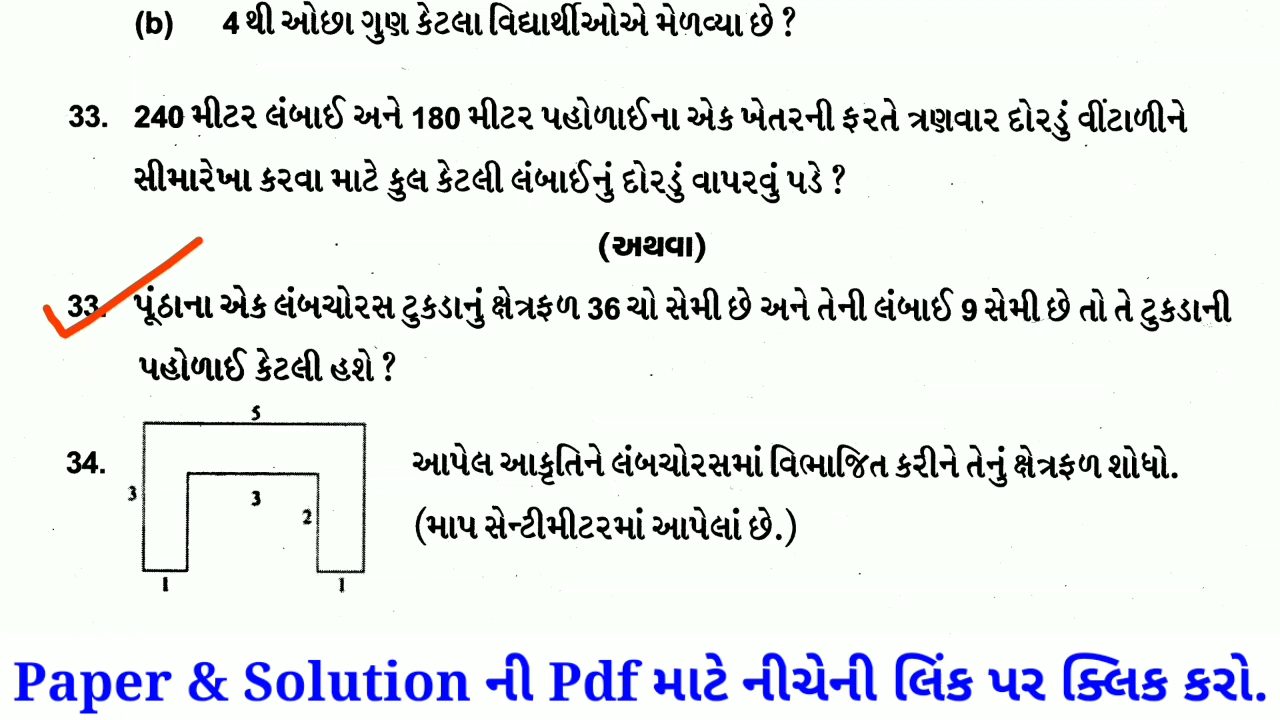 (b) 4 થી ઓછા ગુણ કેટલા વિદ્યાર્થીઓએ મેળવ્યા છે ?
33. 240 મીટર લંબાઈ અને 180 મીટર પહોળાઈના એક ખેતરની ફરતે ત્રણવાર દોરડું વીંટાળીને
સીમારેખા કરવા માટે કુલ કેટલી લંબાઈનું દોરડું વાપરવું પડે ?
(અથવા)
33. પૂંઠાના એક લંબચોરસ ટુકડાનું ક્ષેત્રફળ 36 ચો સેમી છે અને તેની લંબાઈ 9 સેમી છે તો તે ટુકડાની
પહોળાઈ કેટલી હશે ?
5
34. આપેલ આકૃતિને લંબચોરસમાં વિભાજિત કરીને તેનું ક્ષેત્રફળ શોધો.
3
3
2
(માપ સેન્ટીમીટરમાં આપેલાં છે.)
1
1
Paper & Solution ની Pdf માટે નીચેની લિંક પર ક્લિક કરો.